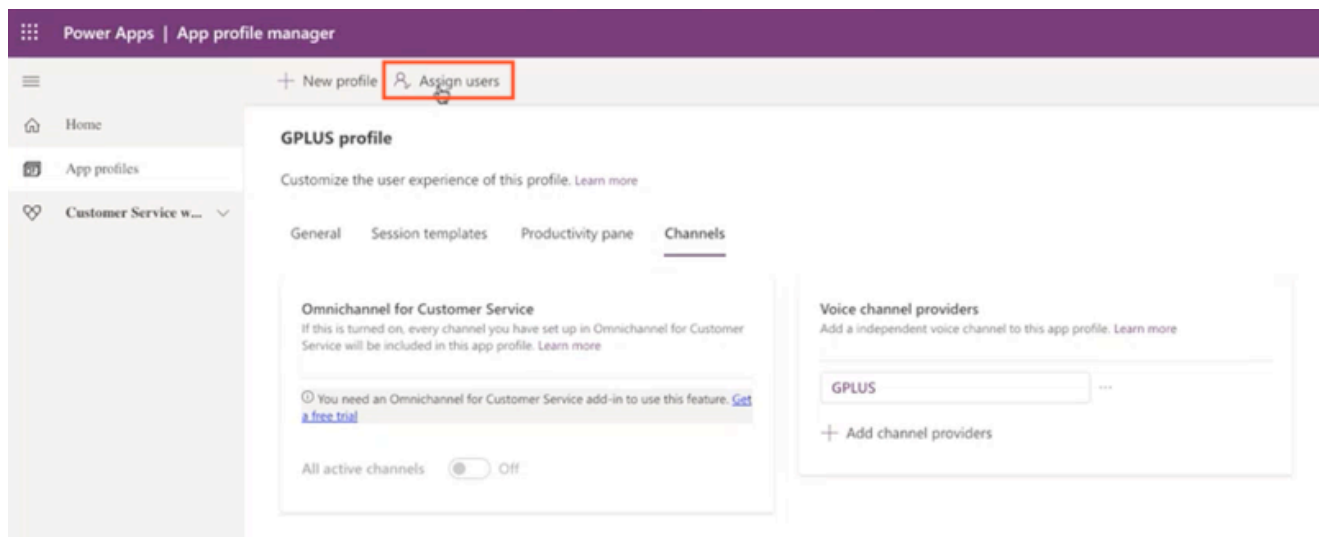 Power Apps | App profile manager
New profile
Assign users
Home
App profiles
Customer Service w...
GPLUS profile
Customize the user experience of this profile. Learn more
General
Session templates
Productivity pane
Channels
Omnichannel for Customer Service
If this is turned on, every channel you have set up in Omnichannel for Customer
Service will be included in this app profile. Learn more
You need an Omnichannel for Customer Service add-in to use this feature. Get
a free trial
All active channels
Off
Voice channel providers
Add a independent voice channel to this app profile. Learn more
GPLUS
...
Add channel providers